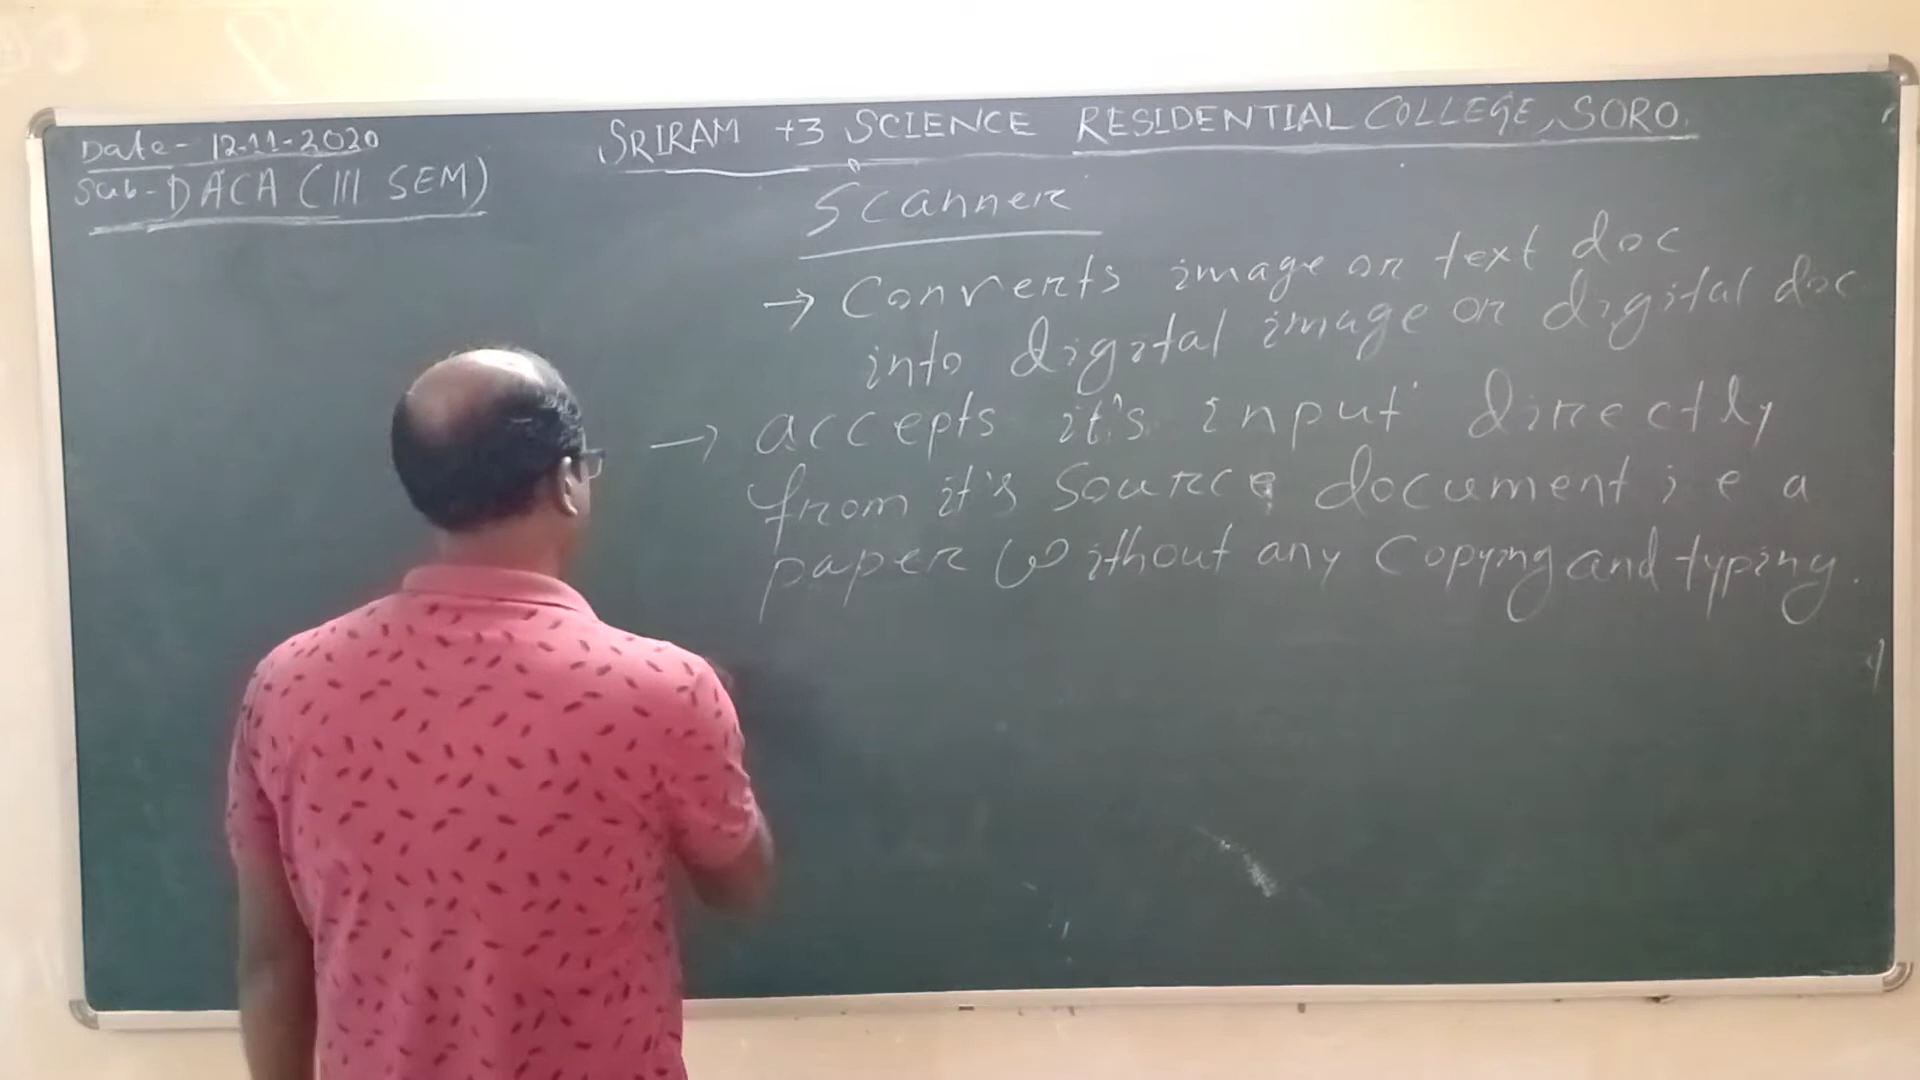 Date- 12-11-2020
Sub-DACA (III SEM)
SRIRAM +3 SCIENCE RESIDENTIAL COLLEGE, SORO.
Scanner
→ Converts image or text doc
into digital image or digital doc
→ accepts it's input directly
from it's source document i e a
paper without any copying and typing.